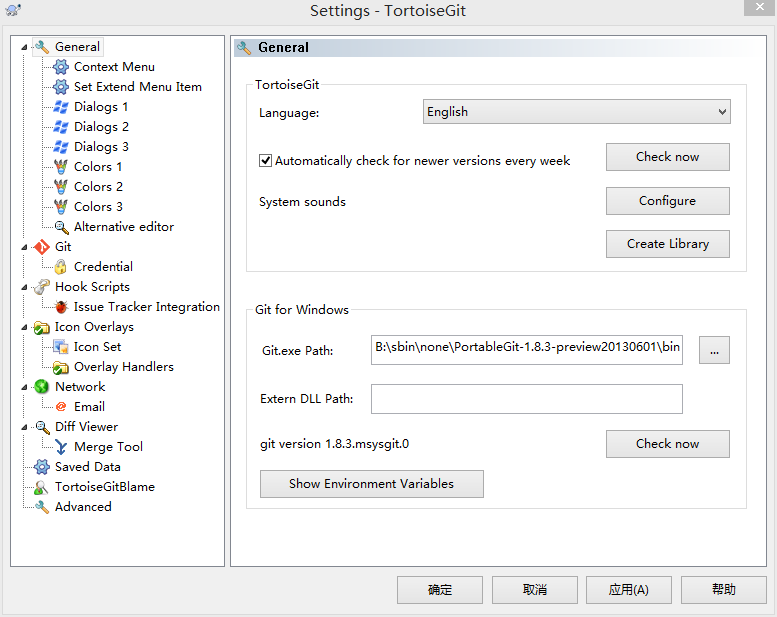 Settings - TortoiseGit
General
Context Menu
Set Extend Menu Item
Dialogs 1
Dialogs 2
Dialogs 3
Colors 1
Colors 2
Colors 3
Alternative editor
Git
Credential
Hook Scripts
Issue Tracker Integration
Icon Overlays
Icon Set
Overlay Handlers
Network
Email
Diff Viewer
Merge Tool
Saved Data
TortoiseGitBlame
Advanced
General
TortoiseGit
Language: English
Automatically check for newer versions every week Check now
System sounds Configure
Create Library
Git for Windows
Git.exe Path: B:\sbin\none\PortableGit-1.8.3-preview20130601\bin ...
Extern DLL Path:
git version 1.8.3.msysgit.0 Check now
Show Environment Variables
确定 取消 应用(A) 帮助